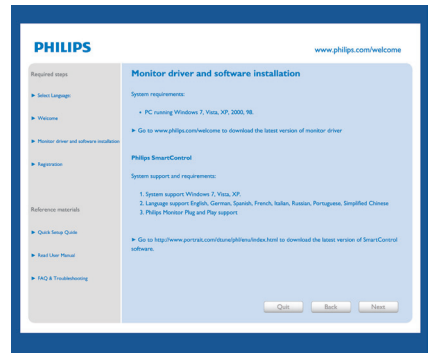 PHILIPS
www.philips.com/welcome
Required steps
► Select Language:
► Welcome
► Monitor driver and software installation
► Registration
Reference materials
► Quick Setup Quide
► Read User Manual
► FAQ & Troubleshooting
Monitor driver and software installation
System requirements:
• PC running Windows 7, Vista, XP, 2000, 98.
► Go to www.philips.com/welcome to download the latest version of monitor driver
Philips SmartControl
System support and requirements:
1. System support Windows 7, Vista, XP.
2. Language support English, German, Spanish, French, Italian, Russian, Portuguese, Simplified Chinese
3. Philips Monitor Plug and Play support
► Go to http://www.portrait.com/dtune/phl/enu/index.html to download the latest version of SmartControl
software.
Quit
Back
Next